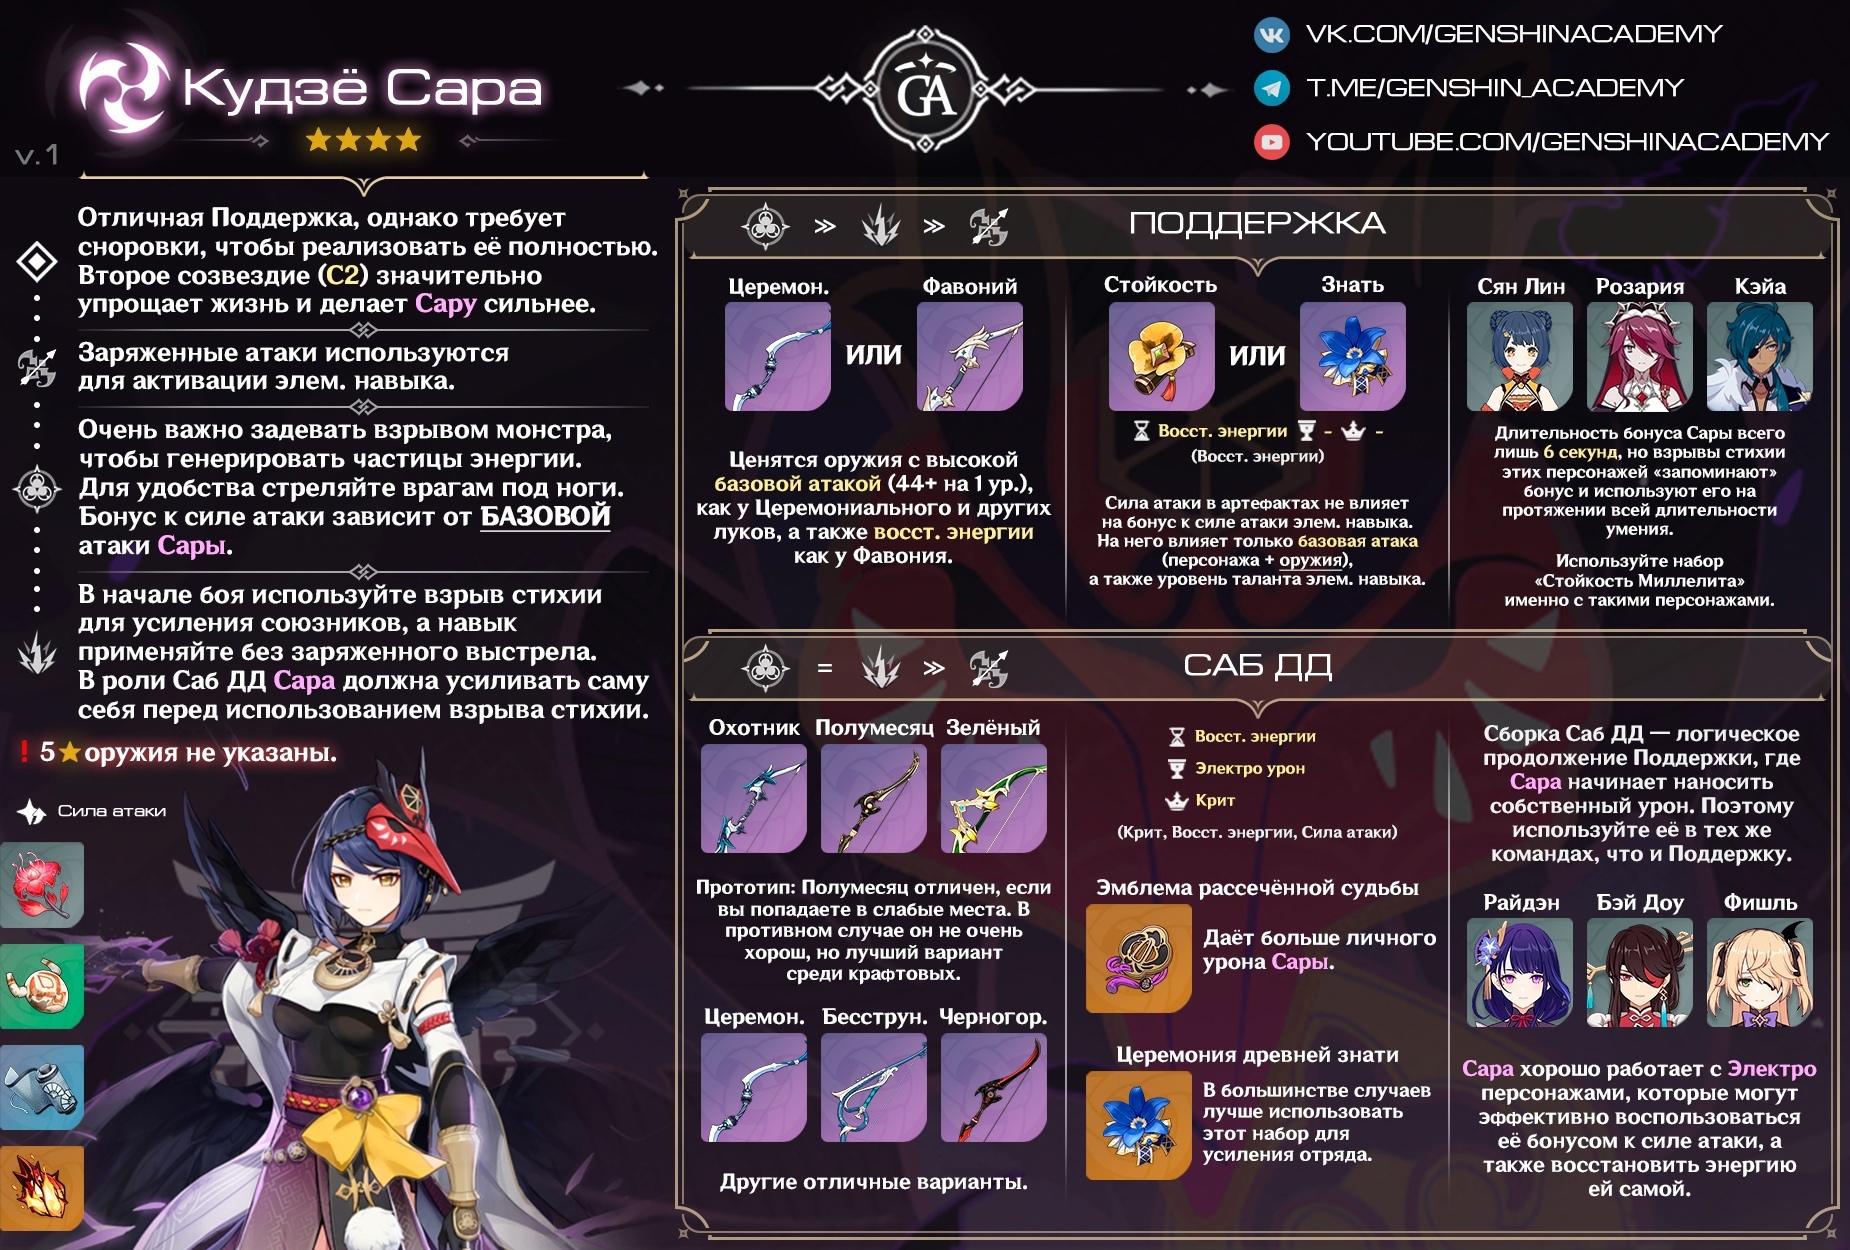 Кудзё Сара
v.1
GA
VK.COM/GENSHINACADEMY
T.ME/GENSHIN_ACADEMY
YOUTUBE.COM/GENSHINACADEMY
Отличная Поддержка, однако требует
сноровки, чтобы реализовать её полностью.
Второе созвездие (С2) значительно
упрощает жизнь и делает Сару сильнее.
Заряженные атаки используются
для активации элем. навыка.
Очень важно задевать взрывом монстра,
чтобы генерировать частицы энергии.
Для удобства стреляйте врагам под ноги.
Бонус к силе атаки зависит от БАЗОВОЙ
атаки Сары.
В начале боя используйте взрыв стихии
для усиления союзников, а навык
применяйте без заряженного выстрела.
В роли Саб ДД Сара должна усиливать саму
себя перед использованием взрыва стихии.
! 5★оружия не указаны.
Сила атаки
» » ПОДДЕРЖКА
Церемон. Фавоний
ИЛИ
Ценятся оружия с высокой
базовой атакой (44+ на 1 ур.),
как у Церемониального и других
луков, а также восст. энергии
как у Фавония.
Стойкость Знать
ИЛИ
Восст. энергии - -
(Восст. энергии)
Сила атаки в артефактах не влияет
на бонус к силе атаки элем. навыка.
На него влияет только базовая атака
(персонажа + оружия),
а также уровень таланта элем. навыка.
Сян Лин Розария Кэйа
Длительность бонуса Сары всего
лишь 6 секунд, но взрывы стихии
этих персонажей «запоминают»
бонус и используют его на
протяжении всей длительности
умения.
Используйте набор
«Стойкость Миллелита»
именно с такими персонажами.
= » САБ ДД
Охотник Полумесяц Зелёный
Прототип: Полумесяц отличен, если
вы попадаете в слабые места. В
противном случае он не очень
хорош, но лучший вариант
среди крафтовых.
Церемон. Бесструн. Черногор.
Другие отличные варианты.
Восст. энергии
Электро урон
Крит
(Крит, Восст. энергии, Сила атаки)
Эмблема рассечённой судьбы
Даёт больше личного
урона Сары.
Церемония древней знати
В большинстве случаев
лучше использовать
этот набор для
усиления отряда.
Сборка Саб ДД — логическое
продолжение Поддержки, где
Сара начинает наносить
собственный урон. Поэтому
используйте её в тех же
командах, что и Поддержку.
Райдэн Бэй Доу Фишль
Сара хорошо работает с Электро
персонажами, которые могут
эффективно воспользоваться
её бонусом к силе атаки, а
также восстановить энергию
ей самой.